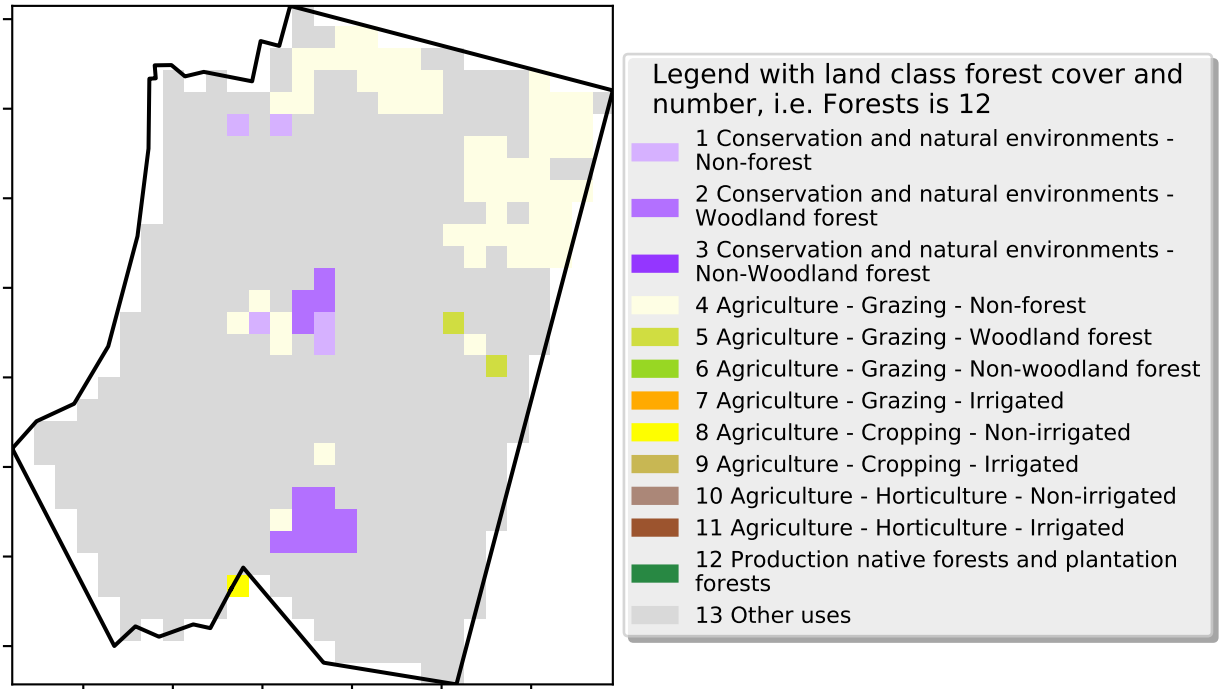 Legend with land class forest cover and
number, i.e. Forests is 12
1 Conservation and natural environments -
Non-forest
2 Conservation and natural environments -
Woodland forest
3 Conservation and natural environments -
Non-Woodland forest
4 Agriculture - Grazing - Non-forest
5 Agriculture - Grazing - Woodland forest
6 Agriculture - Grazing - Non-woodland forest
7 Agriculture - Grazing - Irrigated
8 Agriculture - Cropping - Non-irrigated
9 Agriculture - Cropping - Irrigated
10 Agriculture - Horticulture - Non-irrigated
11 Agriculture - Horticulture - Irrigated
12 Production native forests and plantation
forests
13 Other uses